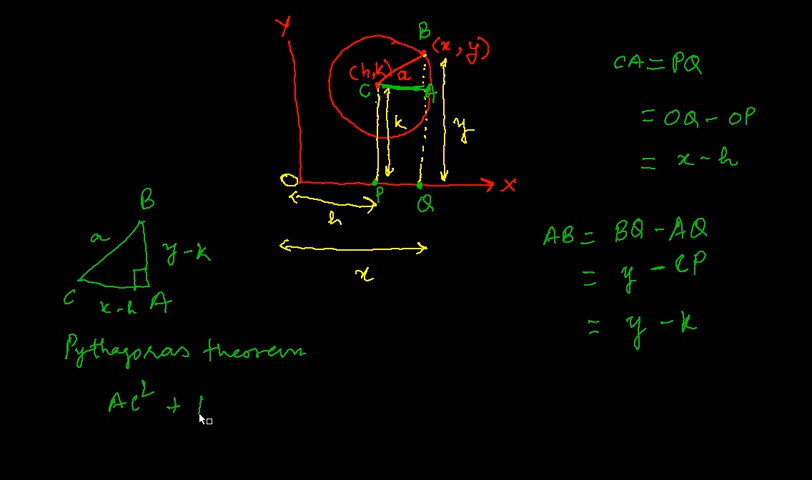 Y
B
(x, y)
(h, k)
a
C
A
k
y
O
P
Q
X
h
x
CA = PQ
= OQ - OP
= x - h
AB = BQ - AQ
= y - CP
= y - k
B
a
y - k
C
x - h
A
Pythagoras theorem
AC² +